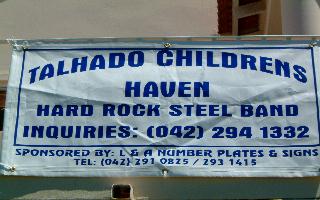 TALHADO CHILDRENS
HAVEN
HARD ROCK STEEL BAND
INQUIRIES: (042) 294 1332
SPONSORED BY: L & A NUMBER PLATES & SIGNS
TEL: (042) 291 0825 / 293 1415